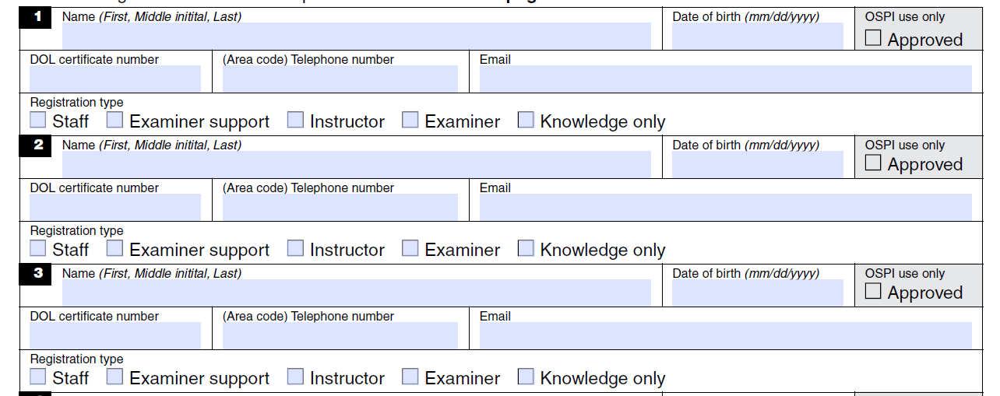 1 Name (First, Middle initital, Last) Date of birth (mm/dd/yyyy) OSPI use only
Approved
DOL certificate number (Area code) Telephone number Email
Registration type
Staff Examiner support Instructor Examiner Knowledge only
2 Name (First, Middle initital, Last) Date of birth (mm/dd/yyyy) OSPI use only
Approved
DOL certificate number (Area code) Telephone number Email
Registration type
Staff Examiner support Instructor Examiner Knowledge only
3 Name (First, Middle initital, Last) Date of birth (mm/dd/yyyy) OSPI use only
Approved
DOL certificate number (Area code) Telephone number Email
Registration type
Staff Examiner support Instructor Examiner Knowledge only